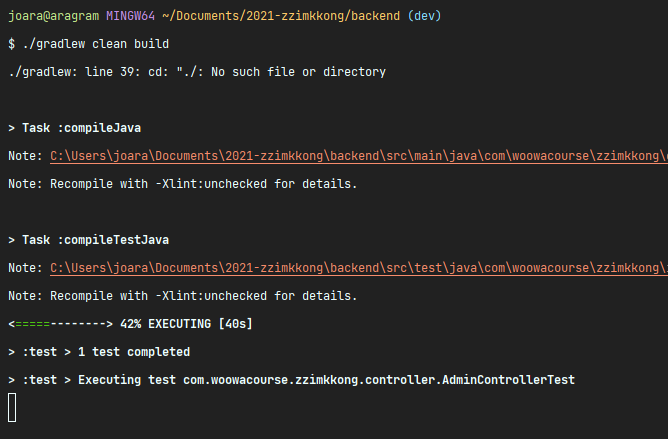 joara@aragram MINGW64 ~/Documents/2021-zzimkkong/backend (dev)
$ ./gradlew clean build
./gradlew: line 39: cd: "./: No such file or directory
> Task :compileJava
Note: C:\Users\joara\Documents\2021-zzimkkong\backend\src\main\java\com\woowacourse\zzimkkong\
Note: Recompile with -Xlint:unchecked for details.
> Task :compileTestJava
Note: C:\Users\joara\Documents\2021-zzimkkong\backend\src\test\java\com\woowacourse\zzimkkong\
Note: Recompile with -Xlint:unchecked for details.
<=====--------> 42% EXECUTING [40s]
> :test > 1 test completed
> :test > Executing test com.woowacourse.zzimkkong.controller.AdminControllerTest